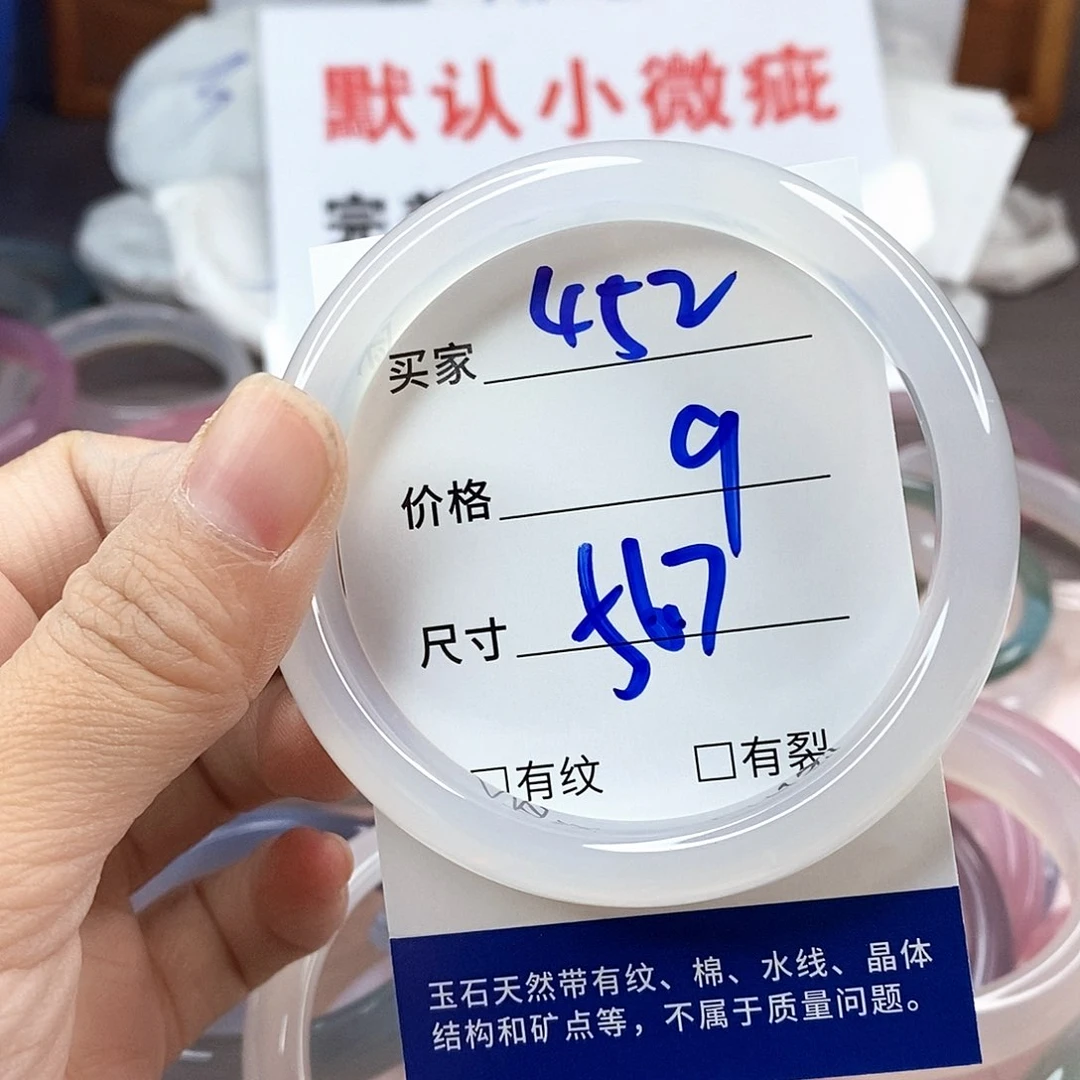 默认小微疵
完
买家 452
价格 9
尺寸 567
□有纹 □有裂
玉石天然带有纹、棉、水线、晶体
结构和矿点等，不属于质量问题。